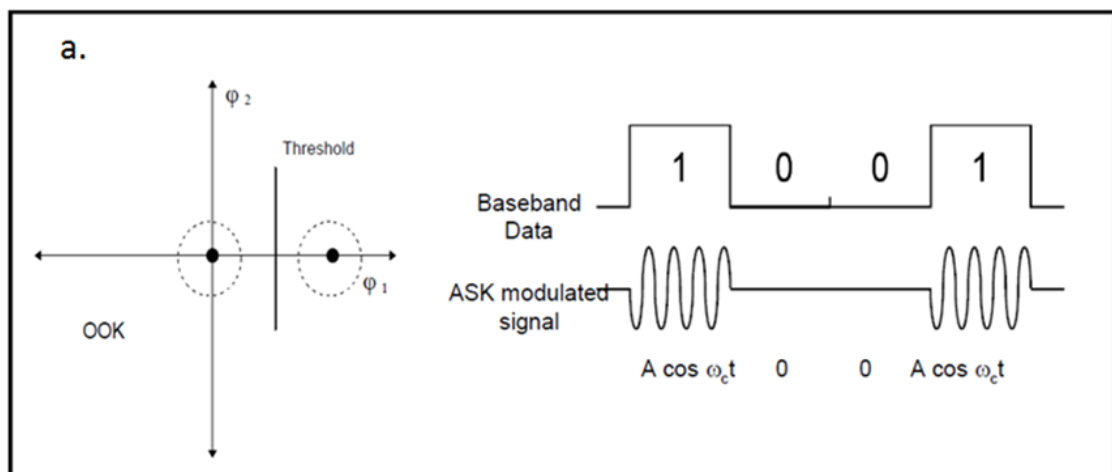 a.
φ 2
Threshold
φ 1
OOK
1 0 0 1
Baseband
Data
ASK modulated
signal
A cos ωct 0 0 A cos ωct